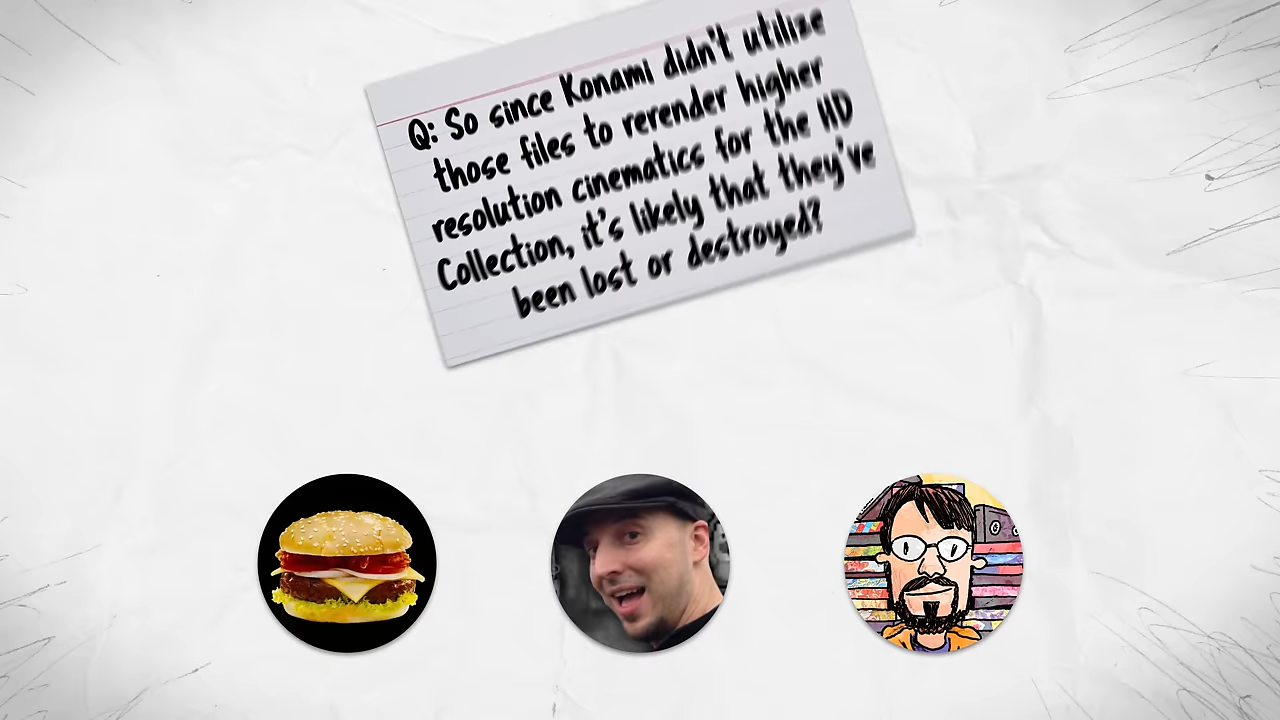 Q: So since Konami didn't utilize
those files to rerender higher
resolution cinematics for the HD
Collection, it's likely that they've
been lost or destroyed?